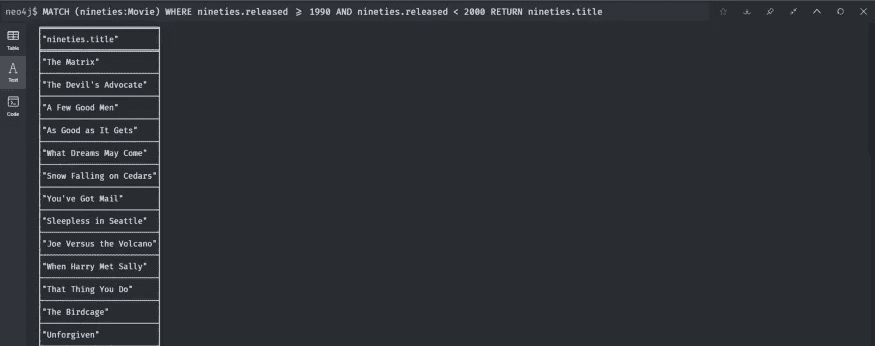 neo4j$ MATCH (nineties:Movie) WHERE nineties.released ⩾ 1990 AND nineties.released < 2000 RETURN nineties.title
Table
Text
Code
"nineties.title"
"The Matrix"
"The Devil's Advocate"
"A Few Good Men"
"As Good as It Gets"
"What Dreams May Come"
"Snow Falling on Cedars"
"You've Got Mail"
"Sleepless in Seattle"
"Joe Versus the Volcano"
"When Harry Met Sally"
"That Thing You Do"
"The Birdcage"
"Unforgiven"